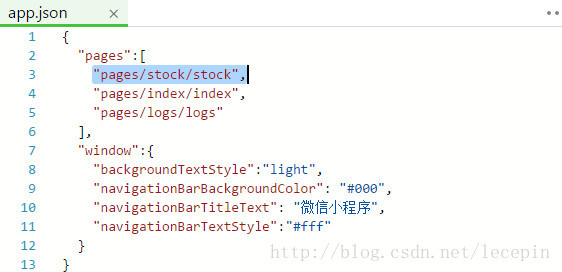 app.json
1 {
2 "pages":[
3 "pages/stock/stock",
4 "pages/index/index",
5 "pages/logs/logs"
6 ],
7 "window":{
8 "backgroundTextStyle":"light",
9 "navigationBarBackgroundColor": "#000",
10 "navigationBarTitleText": "微信小程序",
11 "navigationBarTextStyle":"#fff"
12 }
13 }
http://blog.csdn.net/lecepin